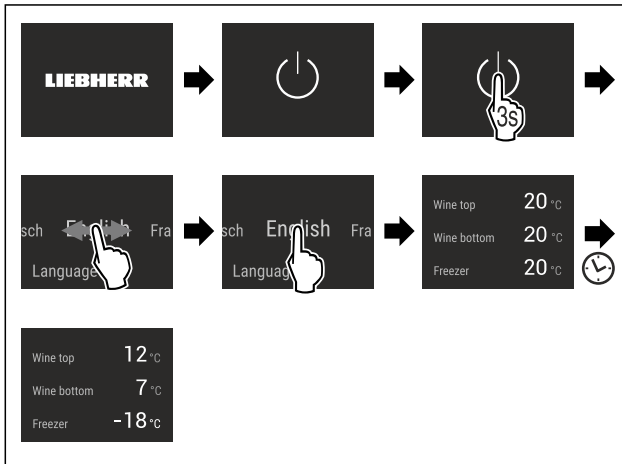 LIEBHERR
3s
sch English Fra
Language
sch English Fra
Languag
Wine top 20 °C
Wine bottom 20 °C
Freezer 20 °C
Wine top 12 °C
Wine bottom 7 °C
Freezer -18 °C